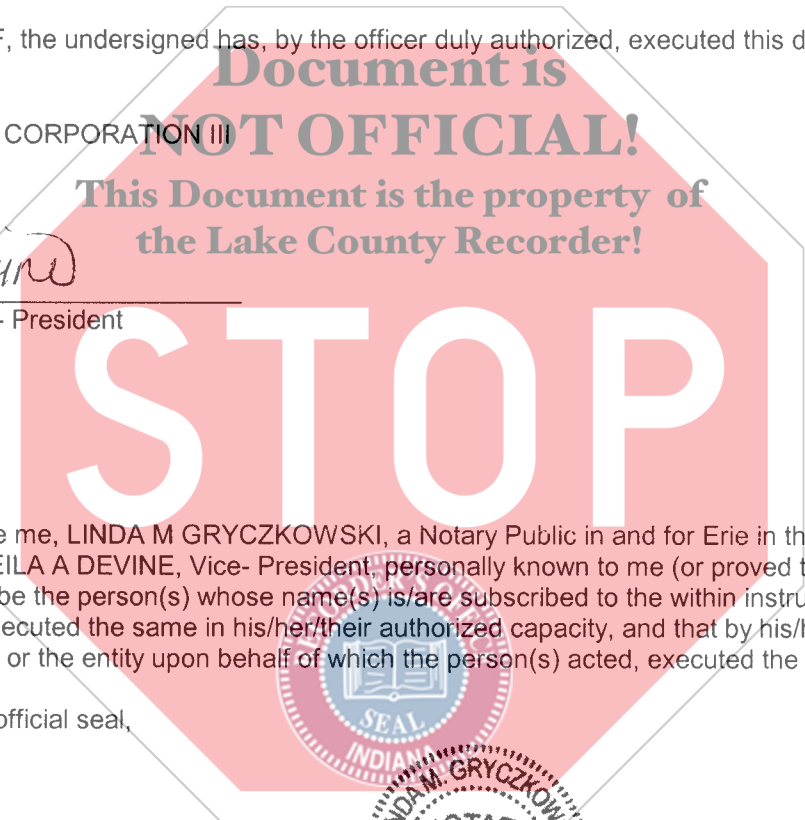 F, the undersigned has, by the officer duly authorized, executed this d
Document is
CORPORATION III
NOT OFFICIAL!
This Document is the property of
the Lake County Recorder!
- President
STOP
e me, LINDA M GRYCZKOWSKI, a Notary Public in and for Erie in th
EILA A DEVINE, Vice- President, personally known to me (or proved t
be the person(s) whose name(s) is/are subscribed to the within instru
ecuted the same in his/her/their authorized capacity, and that by his/h
or the entity upon behalf of which the person(s) acted, executed the
official seal,
RECORDER'S OFFICE
SEAL
INDIANA
NDA M. GRYCZKOW
OTAR